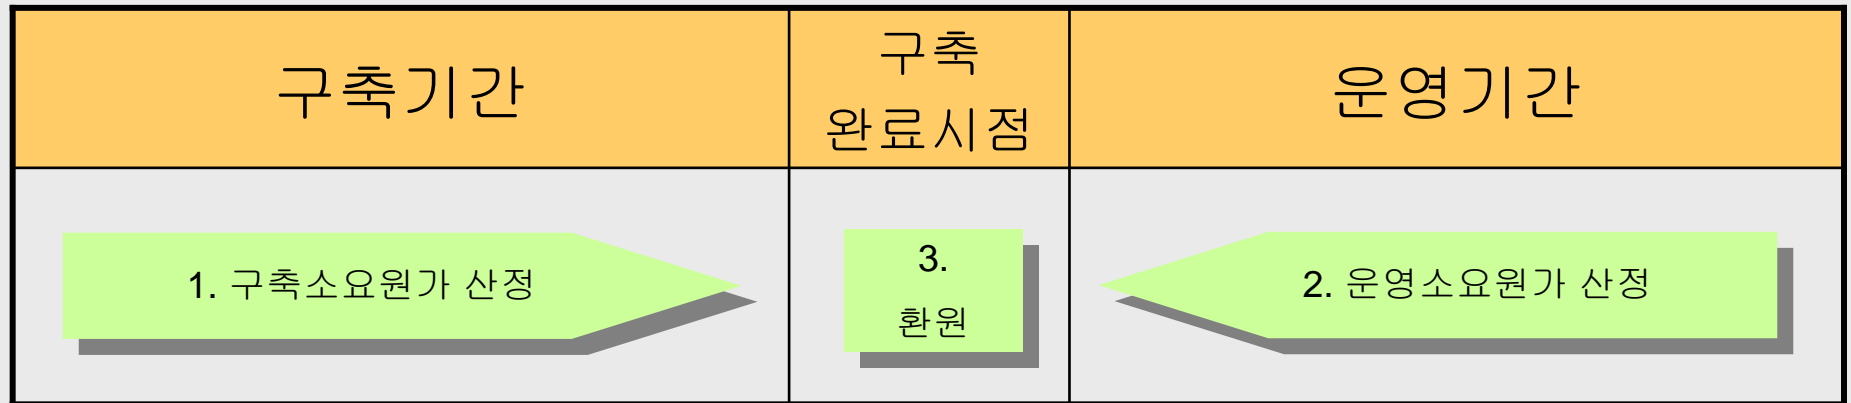 구축기간
구축
완료시점
운영기간
1. 구축소요원가 산정
3.
환원
2. 운영소요원가 산정